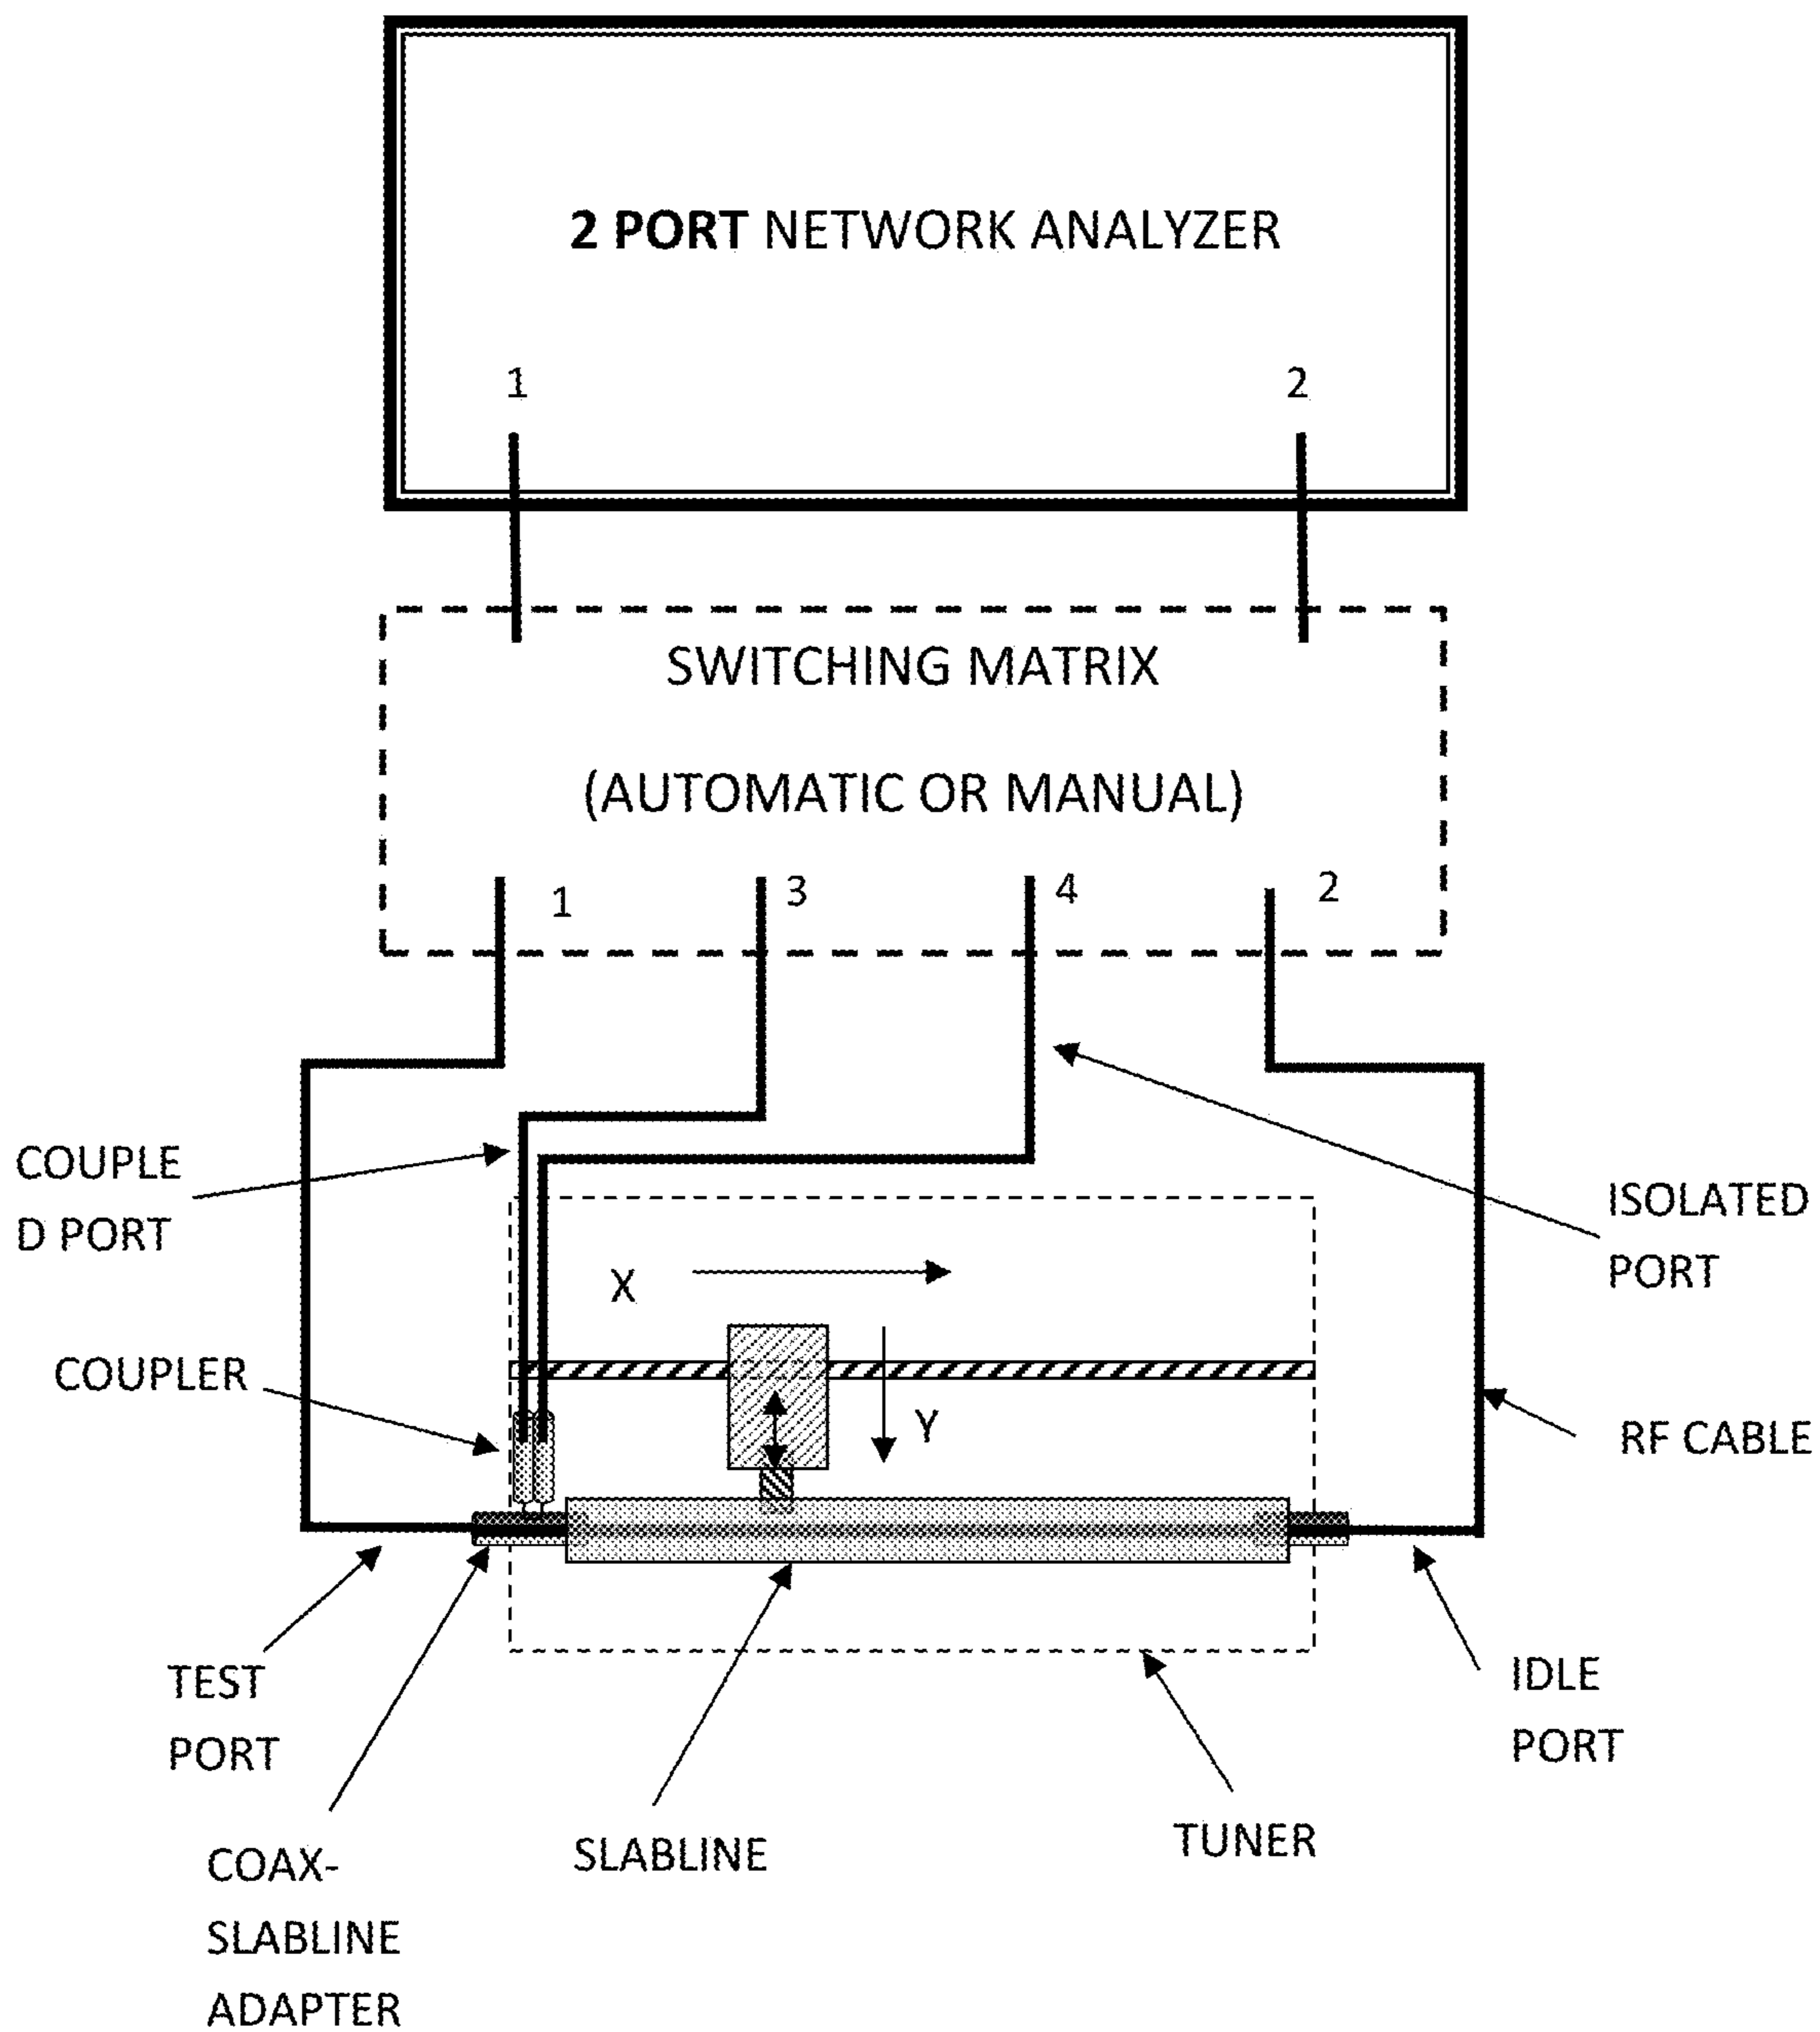 2 PORT NETWORK ANALYZER
1
2
SWITCHING MATRIX
(AUTOMATIC OR MANUAL)
1
3
4
2
COUPLE
D PORT
ISOLATED
PORT
X
COUPLER
Y
RF CABLE
TEST
PORT
IDLE
PORT
COAX-
SLABLINE
ADAPTER
SLABLINE
TUNER